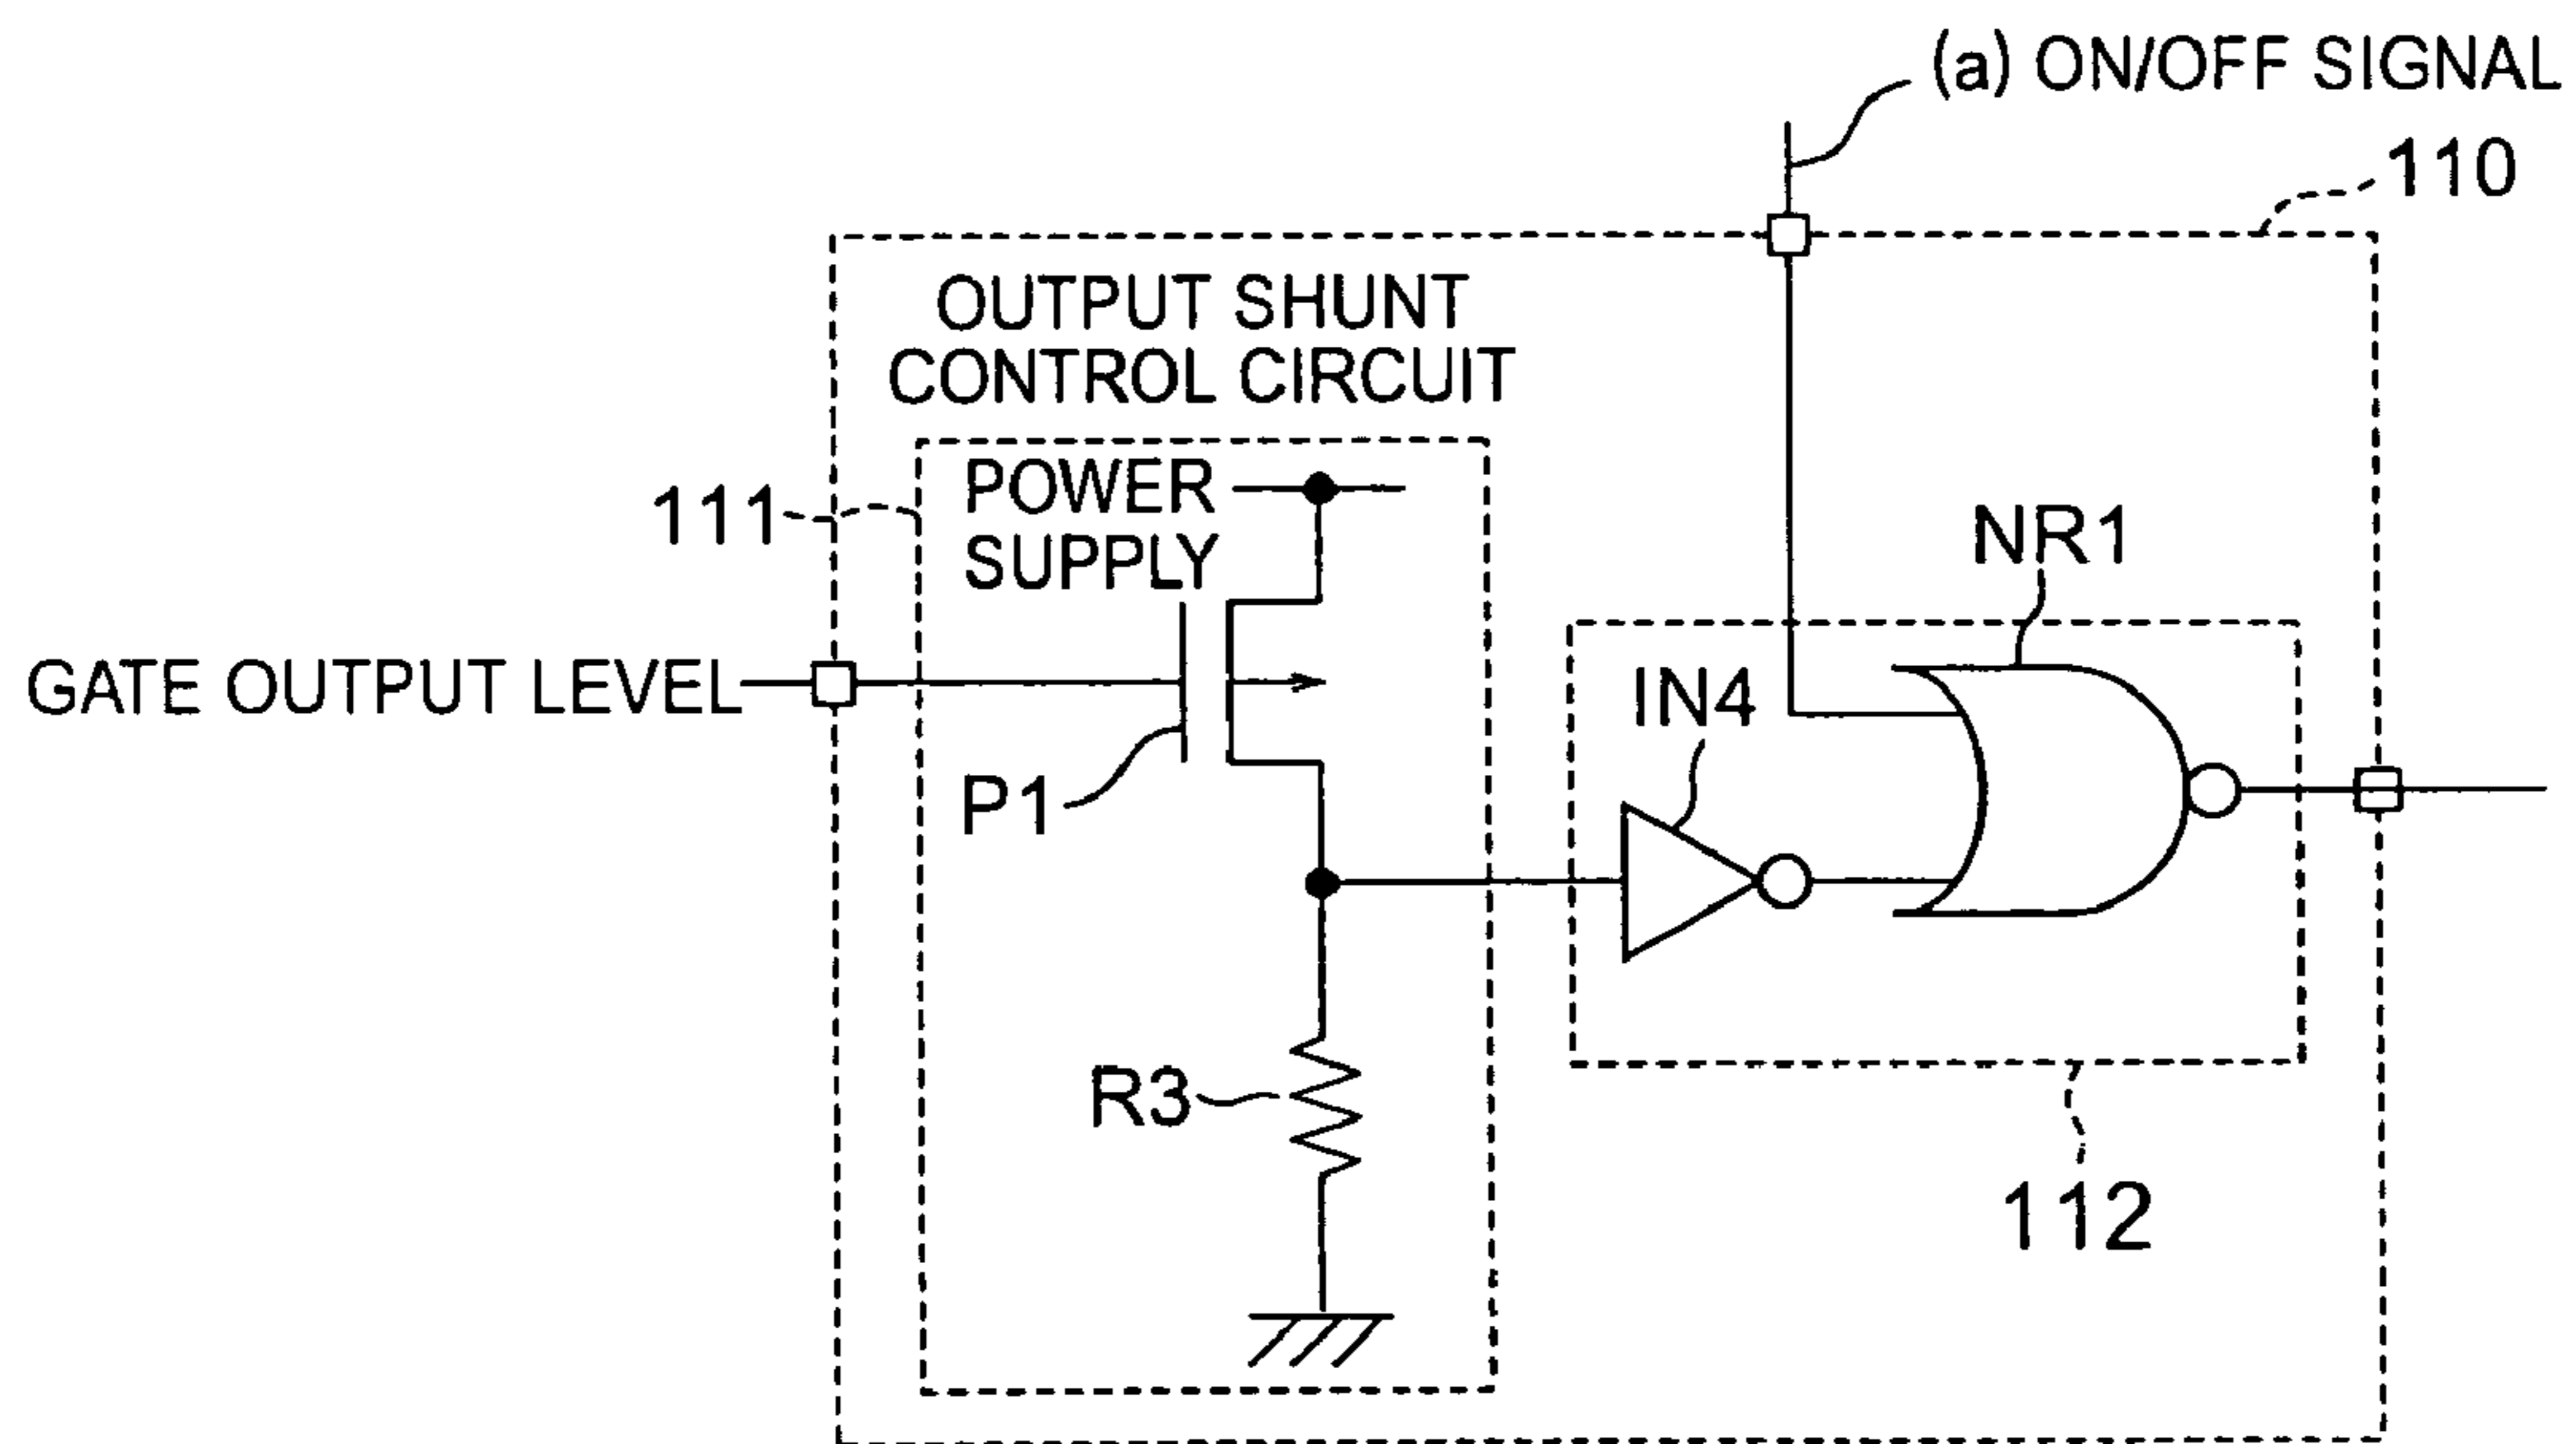 (a) ON/OFF SIGNAL
110
OUTPUT SHUNT
CONTROL CIRCUIT
POWER
SUPPLY
111
NR1
GATE OUTPUT LEVEL
IN4
P1
R3
112